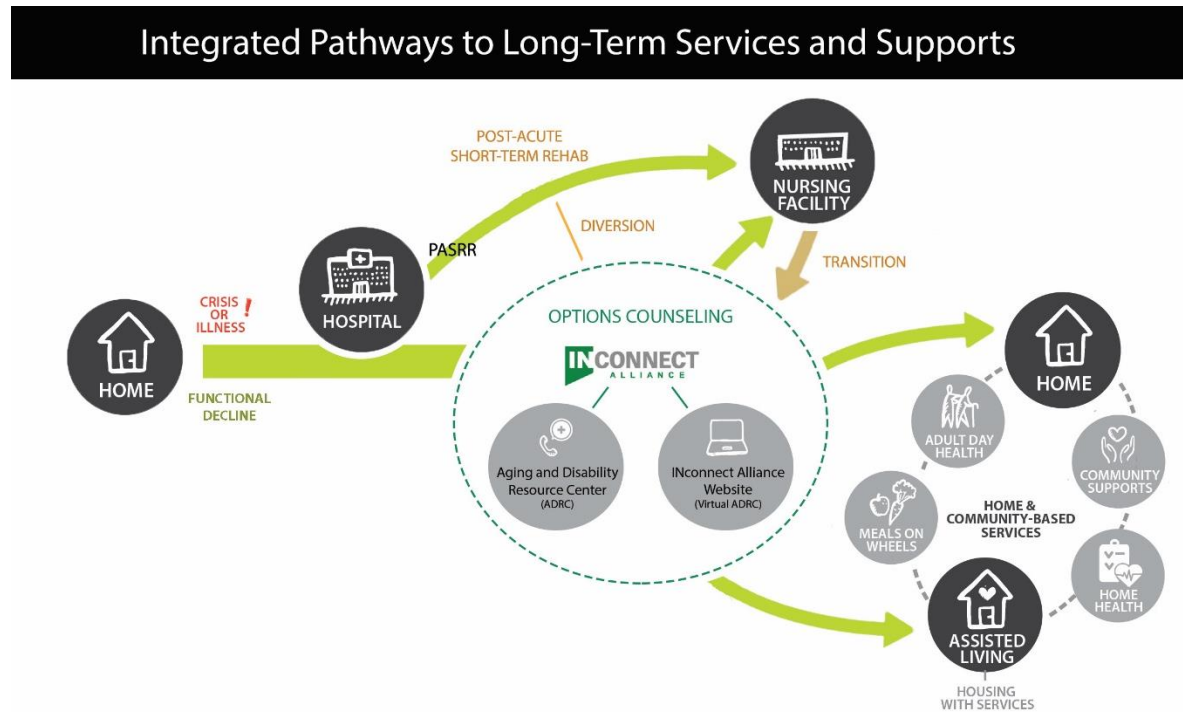 Integrated Pathways to Long-Term Services and Supports
POST-ACUTE
SHORT-TERM REHAB
NURSING
FACILITY
DIVERSION
PASRR
TRANSITION
CRISIS
OR
ILLNESS
!
HOSPITAL
HOME
FUNCTIONAL
DECLINE
OPTIONS COUNSELING
INCONNECT
ALLIANCE
Aging and Disability
Resource Center
(ADRC)
INconnect Alliance
Website
(Virtual ADRC)
HOME
ADULT DAY
HEALTH
COMMUNITY
SUPPORTS
HOME &
COMMUNITY-BASED
SERVICES
MEALS ON
WHEELS
HOME
HEALTH
ASSISTED
LIVING
HOUSING
WITH SERVICES